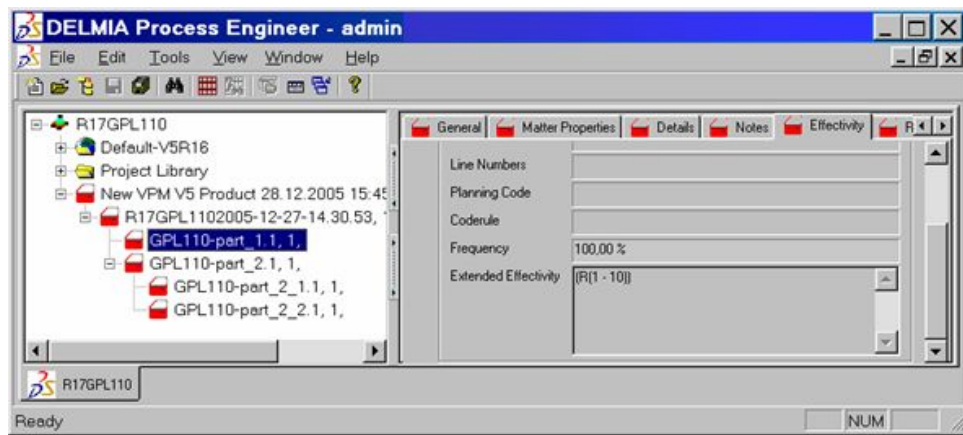 DELMIA Process Engineer - admin
File Edit Tools View Window Help
R17GPL110
Default-V5R16
Project Library
New VPM V5 Product 28.12.2005 15:45
R17GPL1102005-12-27-14.30.53,
GPL110-part_1.1, 1,
GPL110-part_2.1, 1,
GPL110-part_2_1.1, 1,
GPL110-part_2_2.1, 1,
General Matter Properties Details Notes Effectivity R
Line Numbers
Planning Code
Coderule
Frequency 100,00 %
Extended Effectivity ((R(1 - 10))
R17GPL110
Ready NUM